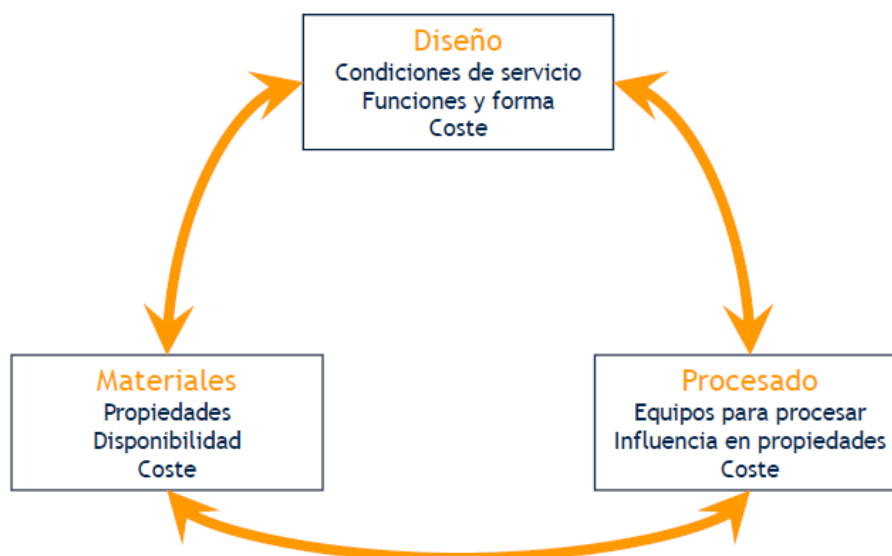 Diseño
Condiciones de servicio
Funciones y forma
Coste
Materiales
Propiedades
Disponibilidad
Coste
Procesado
Equipos para procesar
Influencia en propiedades
Coste